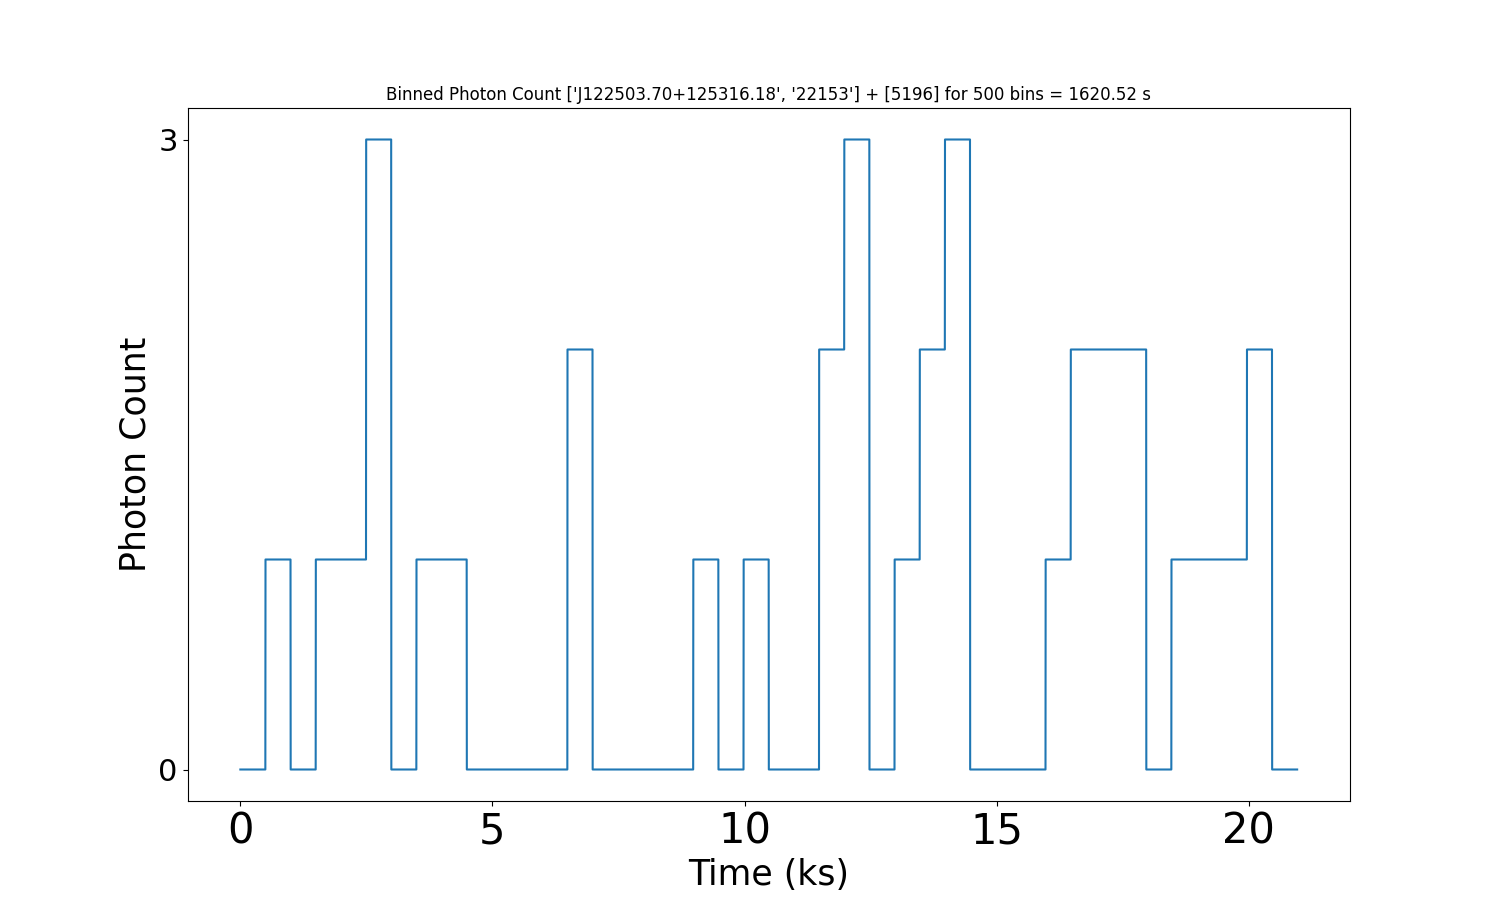 Binned Photon Count ['J122503.70+125316.18', '22153'] + [5196] for 500 bins = 1620.52 s
3
0
Photon Count
0 5 10 15 20
Time (ks)